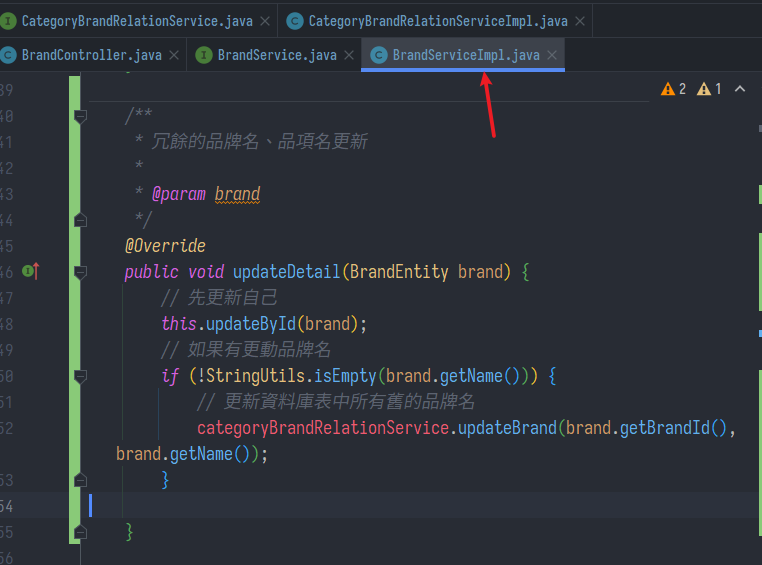 CategoryBrandRelationService.java CategoryBrandRelationServiceImpl.java
BrandController.java BrandService.java BrandServiceImpl.java
39 2 1
40 /**
41 * 冗餘的品牌名、品項名更新
42 *
43 * @param brand
44 */
45 @Override
46 public void updateDetail(BrandEntity brand) {
47 // 先更新自己
48 this.updateById(brand);
49 // 如果有更動品牌名
50 if (!StringUtils.isEmpty(brand.getName())) {
51 // 更新資料庫表中所有舊的品牌名
52 categoryBrandRelationService.updateBrand(brand.getBrandId(),
brand.getName());
53 }
54
55 }
56